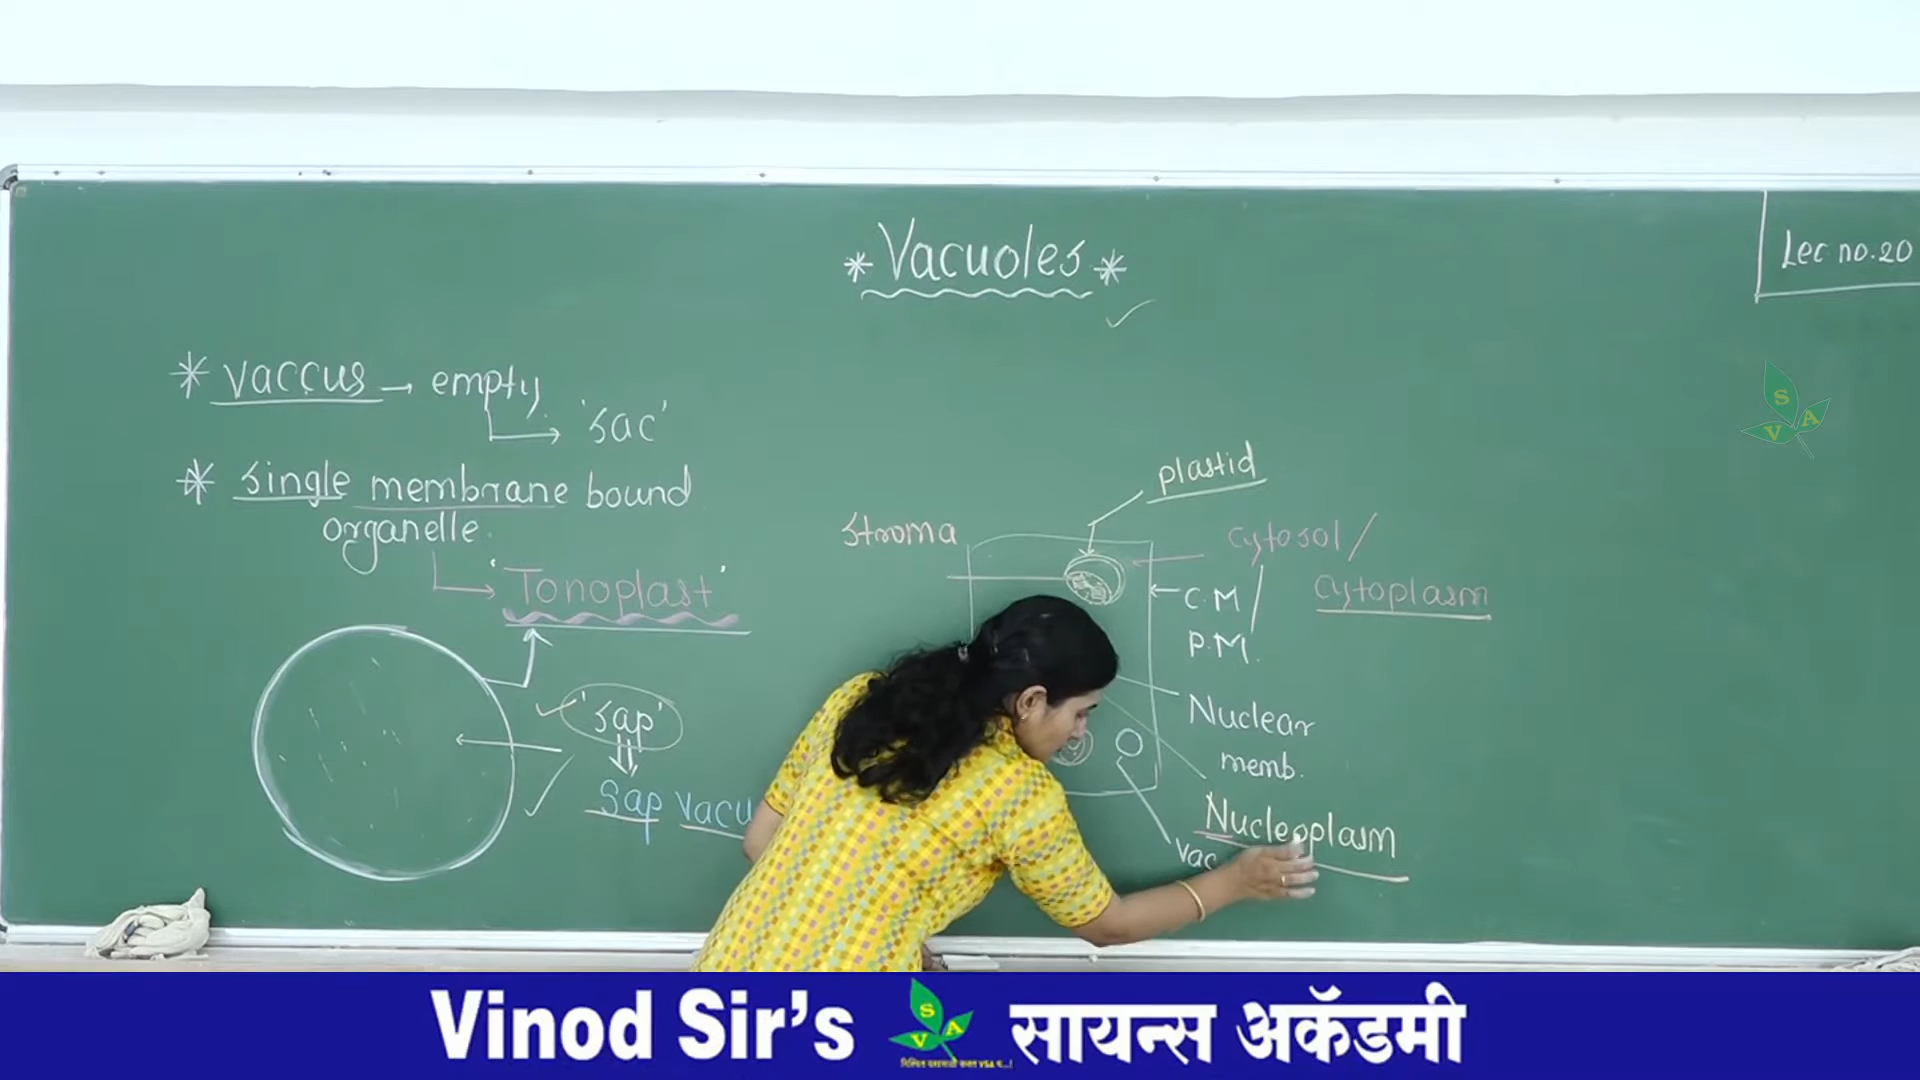 * Vacuoles *
Lec no.20
* vaccus → empty
'sac'
* single membrane bound
organelle.
'Tonoplast'
'sap'
Sap Vacu
plastid
stroma
cytosol /
cytoplasm
C.M
P.M.
Nuclear
memb.
Nucleoplasm
Vac
S
V A
Vinod Sir's
S
V A
सायन्स अकॅडमी